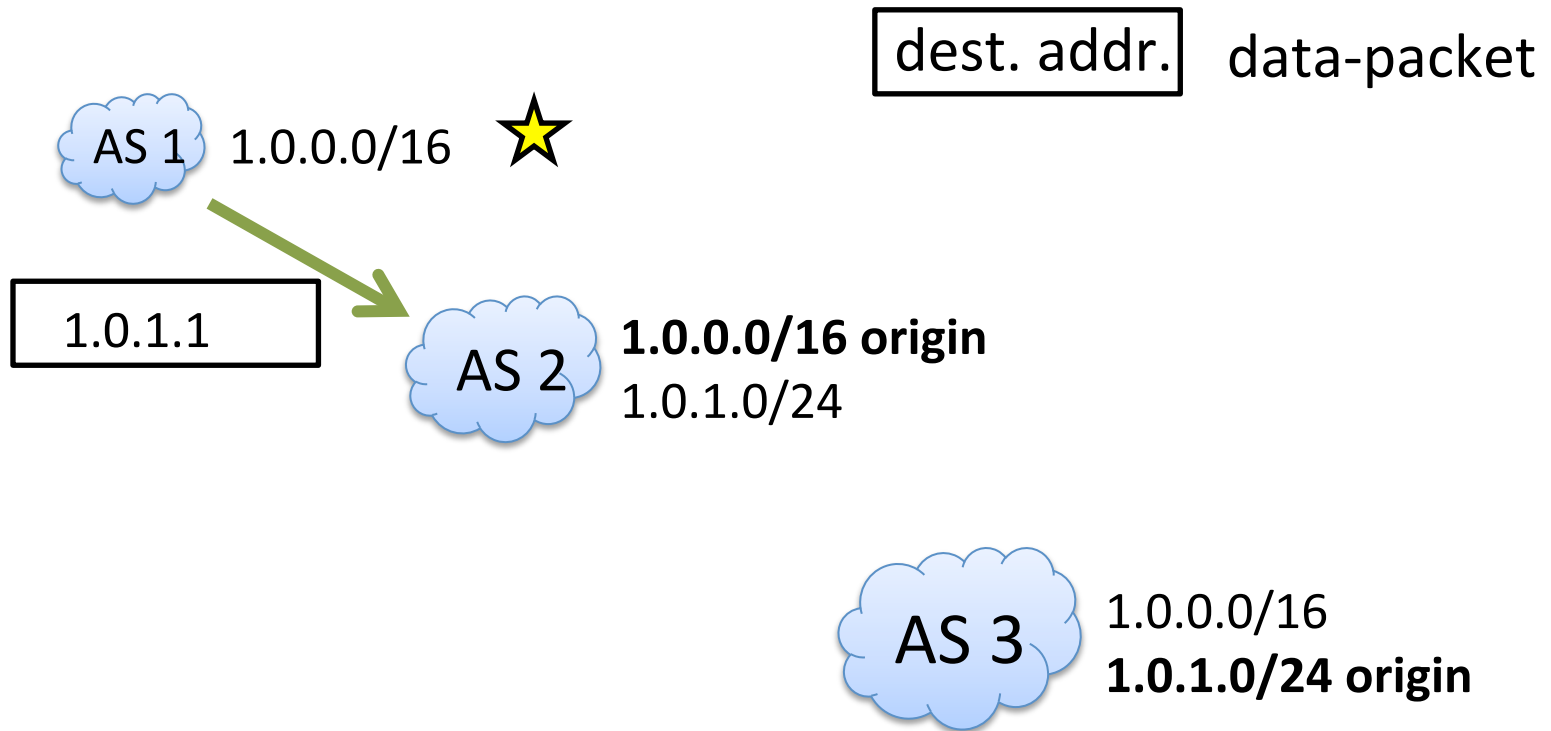 dest. addr. data-packet
AS 1 1.0.0.0/16
1.0.1.1
AS 2
1.0.0.0/16 origin
1.0.1.0/24
AS 3
1.0.0.0/16
1.0.1.0/24 origin